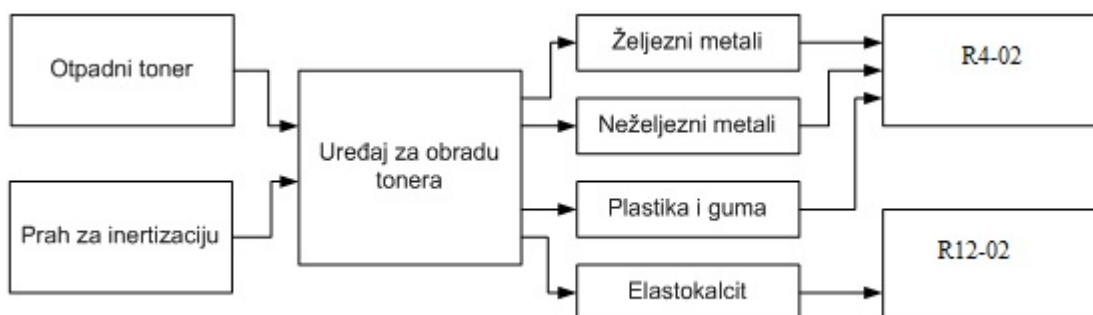 Otpadni toner
Prah za inertizaciju
Uređaj za obradu
tonera
Željezni metali
Neželjezni metali
Plastika i guma
Elastokalcit
R4-02
R12-02